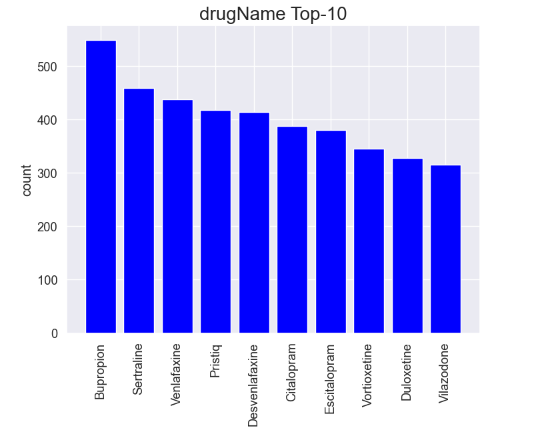 drugName Top-10
count
500
400
300
200
100
0
Bupropion
Sertraline
Venlafaxine
Pristiq
Desvenlafaxine
Citalopram
Escitalopram
Vortioxetine
Duloxetine
Vilazodone